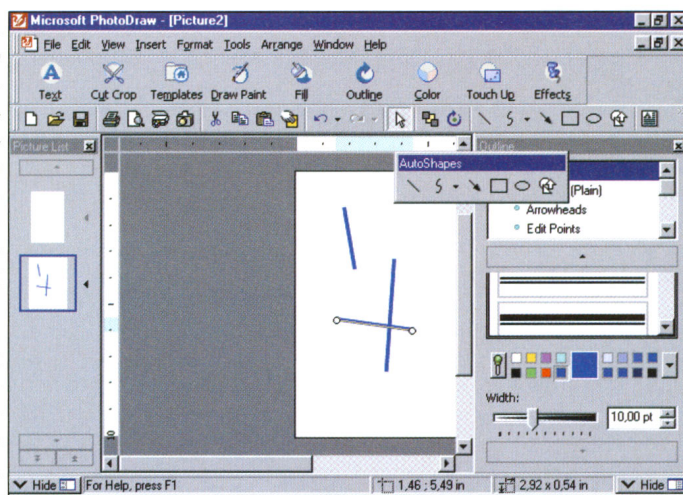 Microsoft PhotoDraw - [Picture2]
File Edit View Insert Format Tools Arrange Window Help
Text Cut Crop Templates Draw Paint Fill Outline Color Touch Up Effects
Picture List
Outline
AutoShapes
(Plain)
Arrowheads
Edit Points
Width:
10,00 pt
10
Hide For Help, press F1 1,46 ; 5,49 in 2,92 x 0,54 in Hide